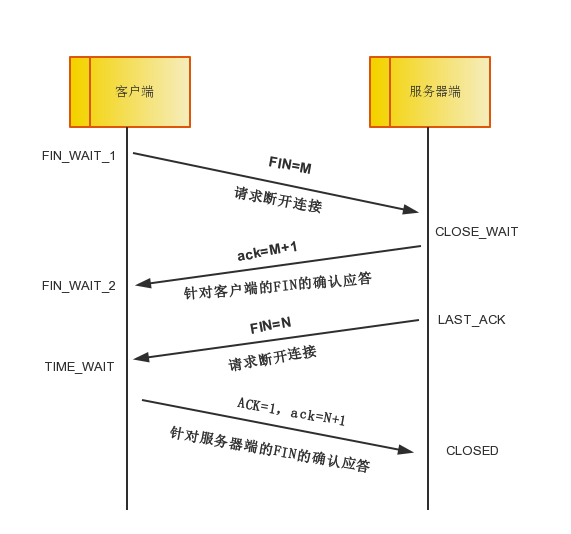 客户端
服务器端
FIN_WAIT_1
FIN=M
请求断开连接
CLOSE_WAIT
ack=M+1
FIN_WAIT_2
针对客户端的FIN的确认应答
FIN=N
LAST_ACK
请求断开连接
TIME_WAIT
ACK=1, ack=N+1
针对服务器端的FIN的确认应答
CLOSED